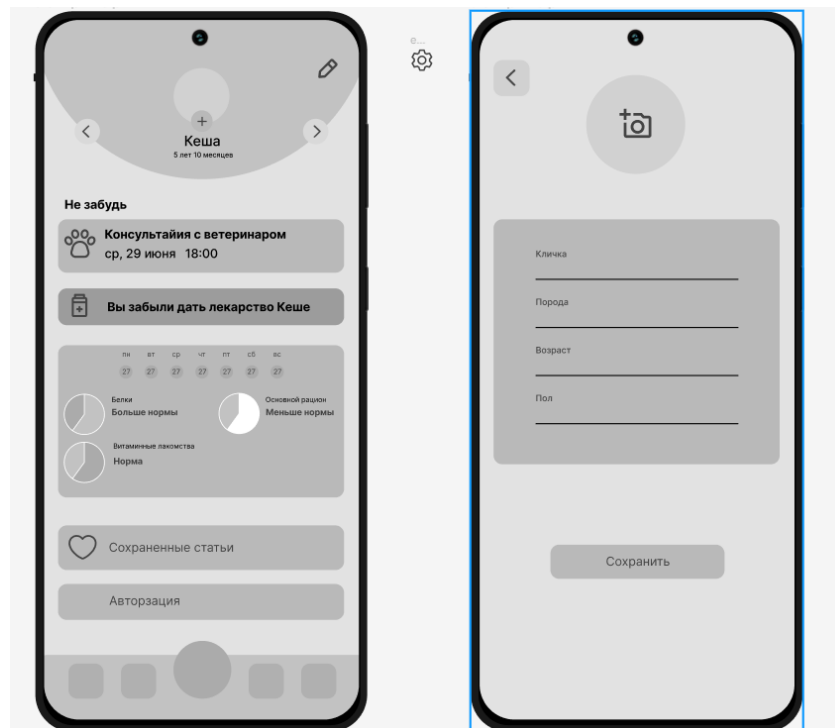 e...
Кеша
5 лет 10 месяцев
Не забудь
Консультайия с ветеринаром
ср, 29 июня 18:00
Вы забыли дать лекарство Кеше
пн вт ср чт пт сб вс
27 27 27 27 27 27 27
Белки
Больше нормы
Основной рацион
Меньше нормы
Витаминные лакомства
Норма
Сохраненные статьи
Авторзация
Кличка
Порода
Возраст
Пол
Сохранить